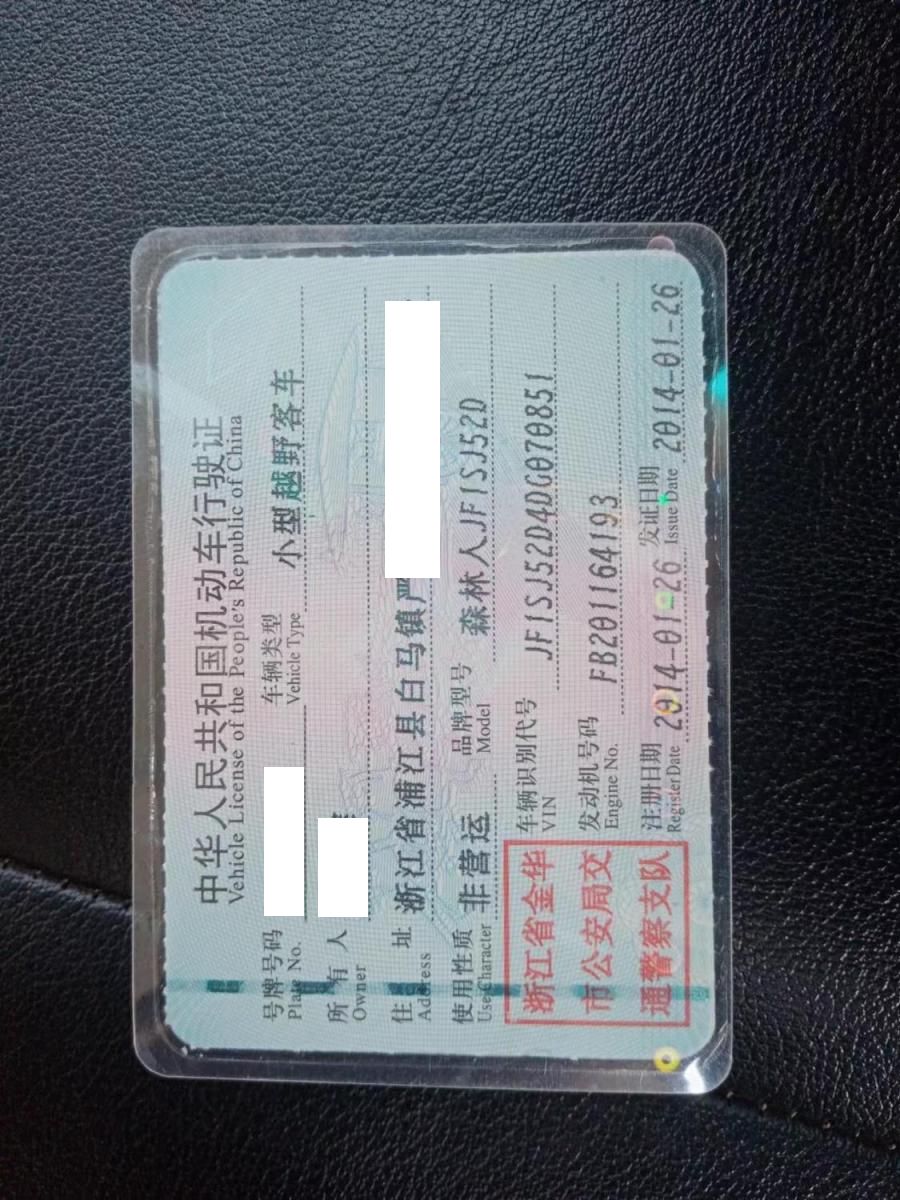 中华人民共和国机动车行驶证
Vehicle License of the People's Republic of China
号牌号码 车辆类型 小型越野客车
Plate No. Vehicle Type
所有人
Owner
住址 浙江省浦江县白马镇严
Address
使用性质 非营运 品牌型号 森林人JF1SJ52D
Use Character Model
浙江省金华
市公安局交
通警察支队
车辆识别代号 JF1SJ52D4DG070851
VIN
发动机号码 FB201164193
Engine No.
注册日期 2014-01-26 发证日期 2014-01-26
Register Date Issue Date